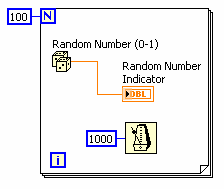 100 N
Random Number (0-1)
Random Number
Indicator
DBL
1000
i